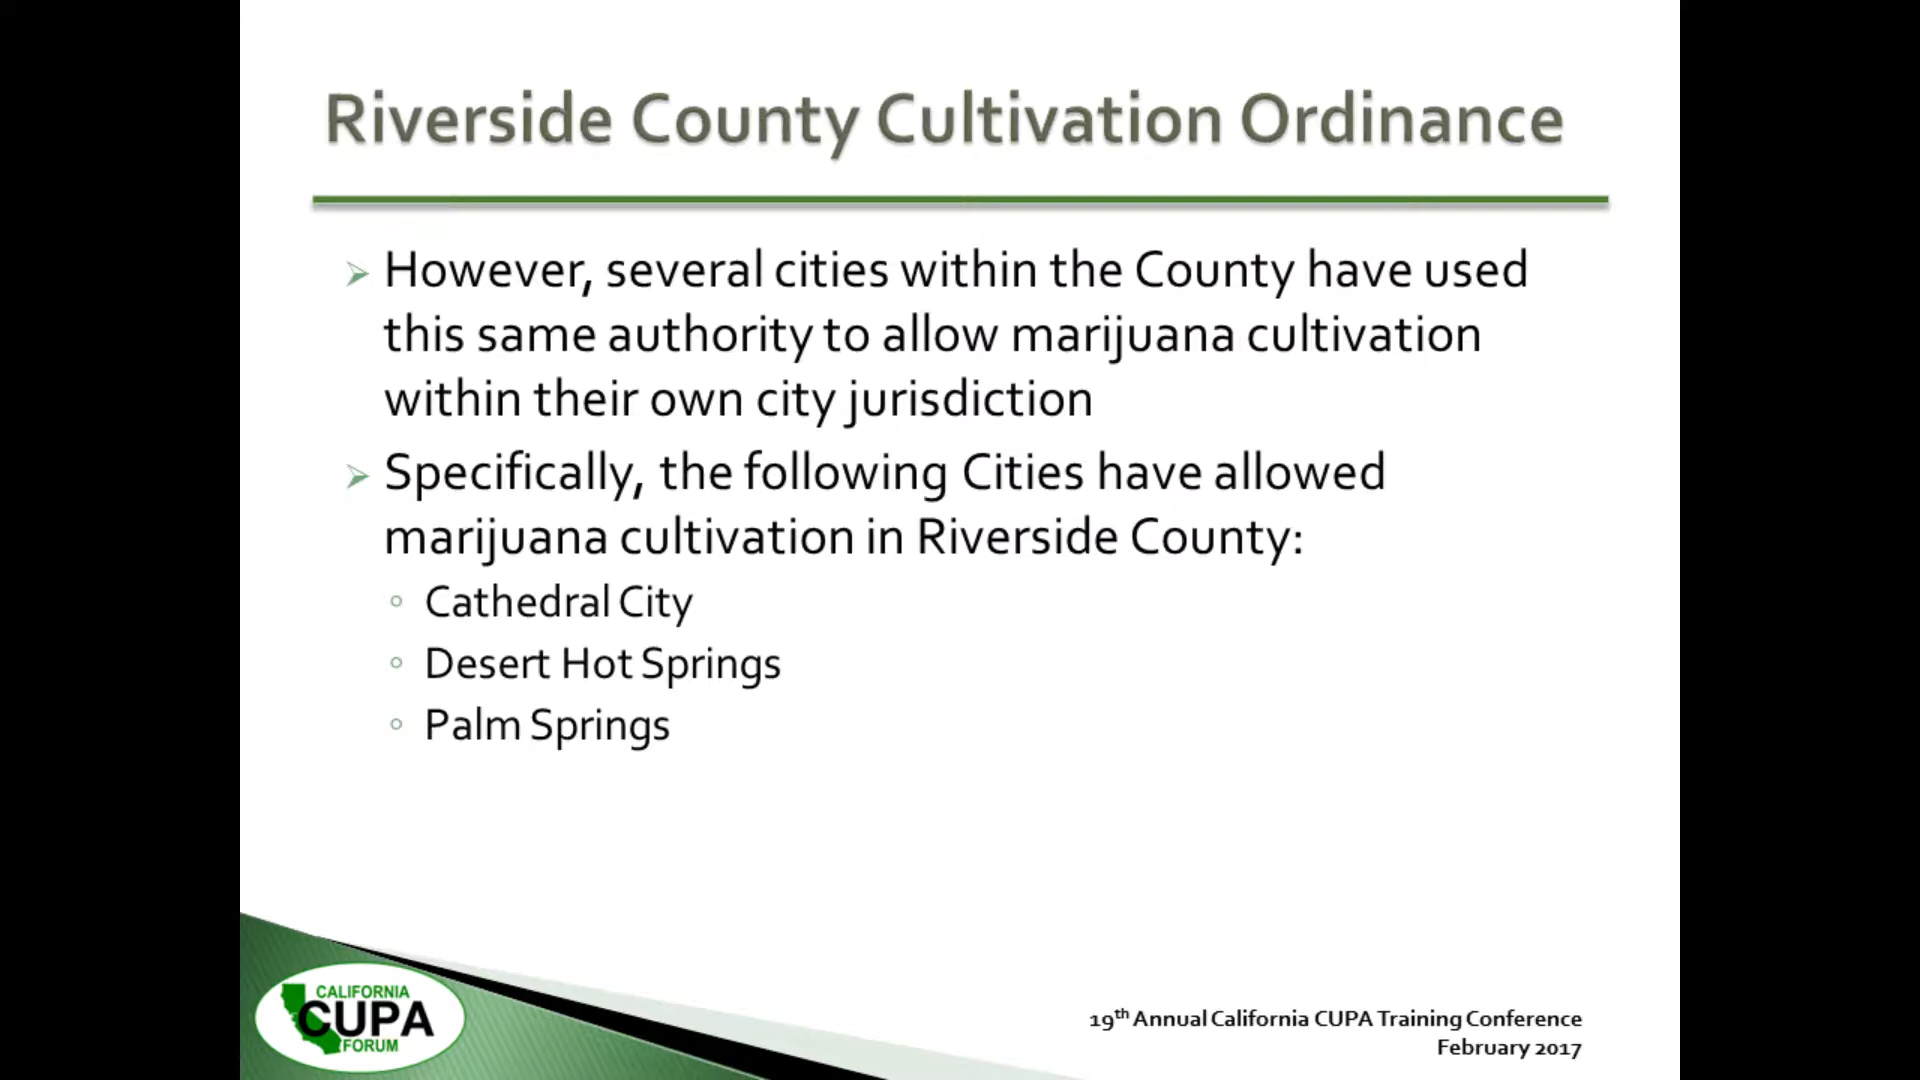 Riverside County Cultivation Ordinance
➢ However, several cities within the County have used
this same authority to allow marijuana cultivation
within their own city jurisdiction
➢ Specifically, the following Cities have allowed
marijuana cultivation in Riverside County:
◦ Cathedral City
◦ Desert Hot Springs
◦ Palm Springs
CALIFORNIA
CUPA
FORUM
19th Annual California CUPA Training Conference
February 2017